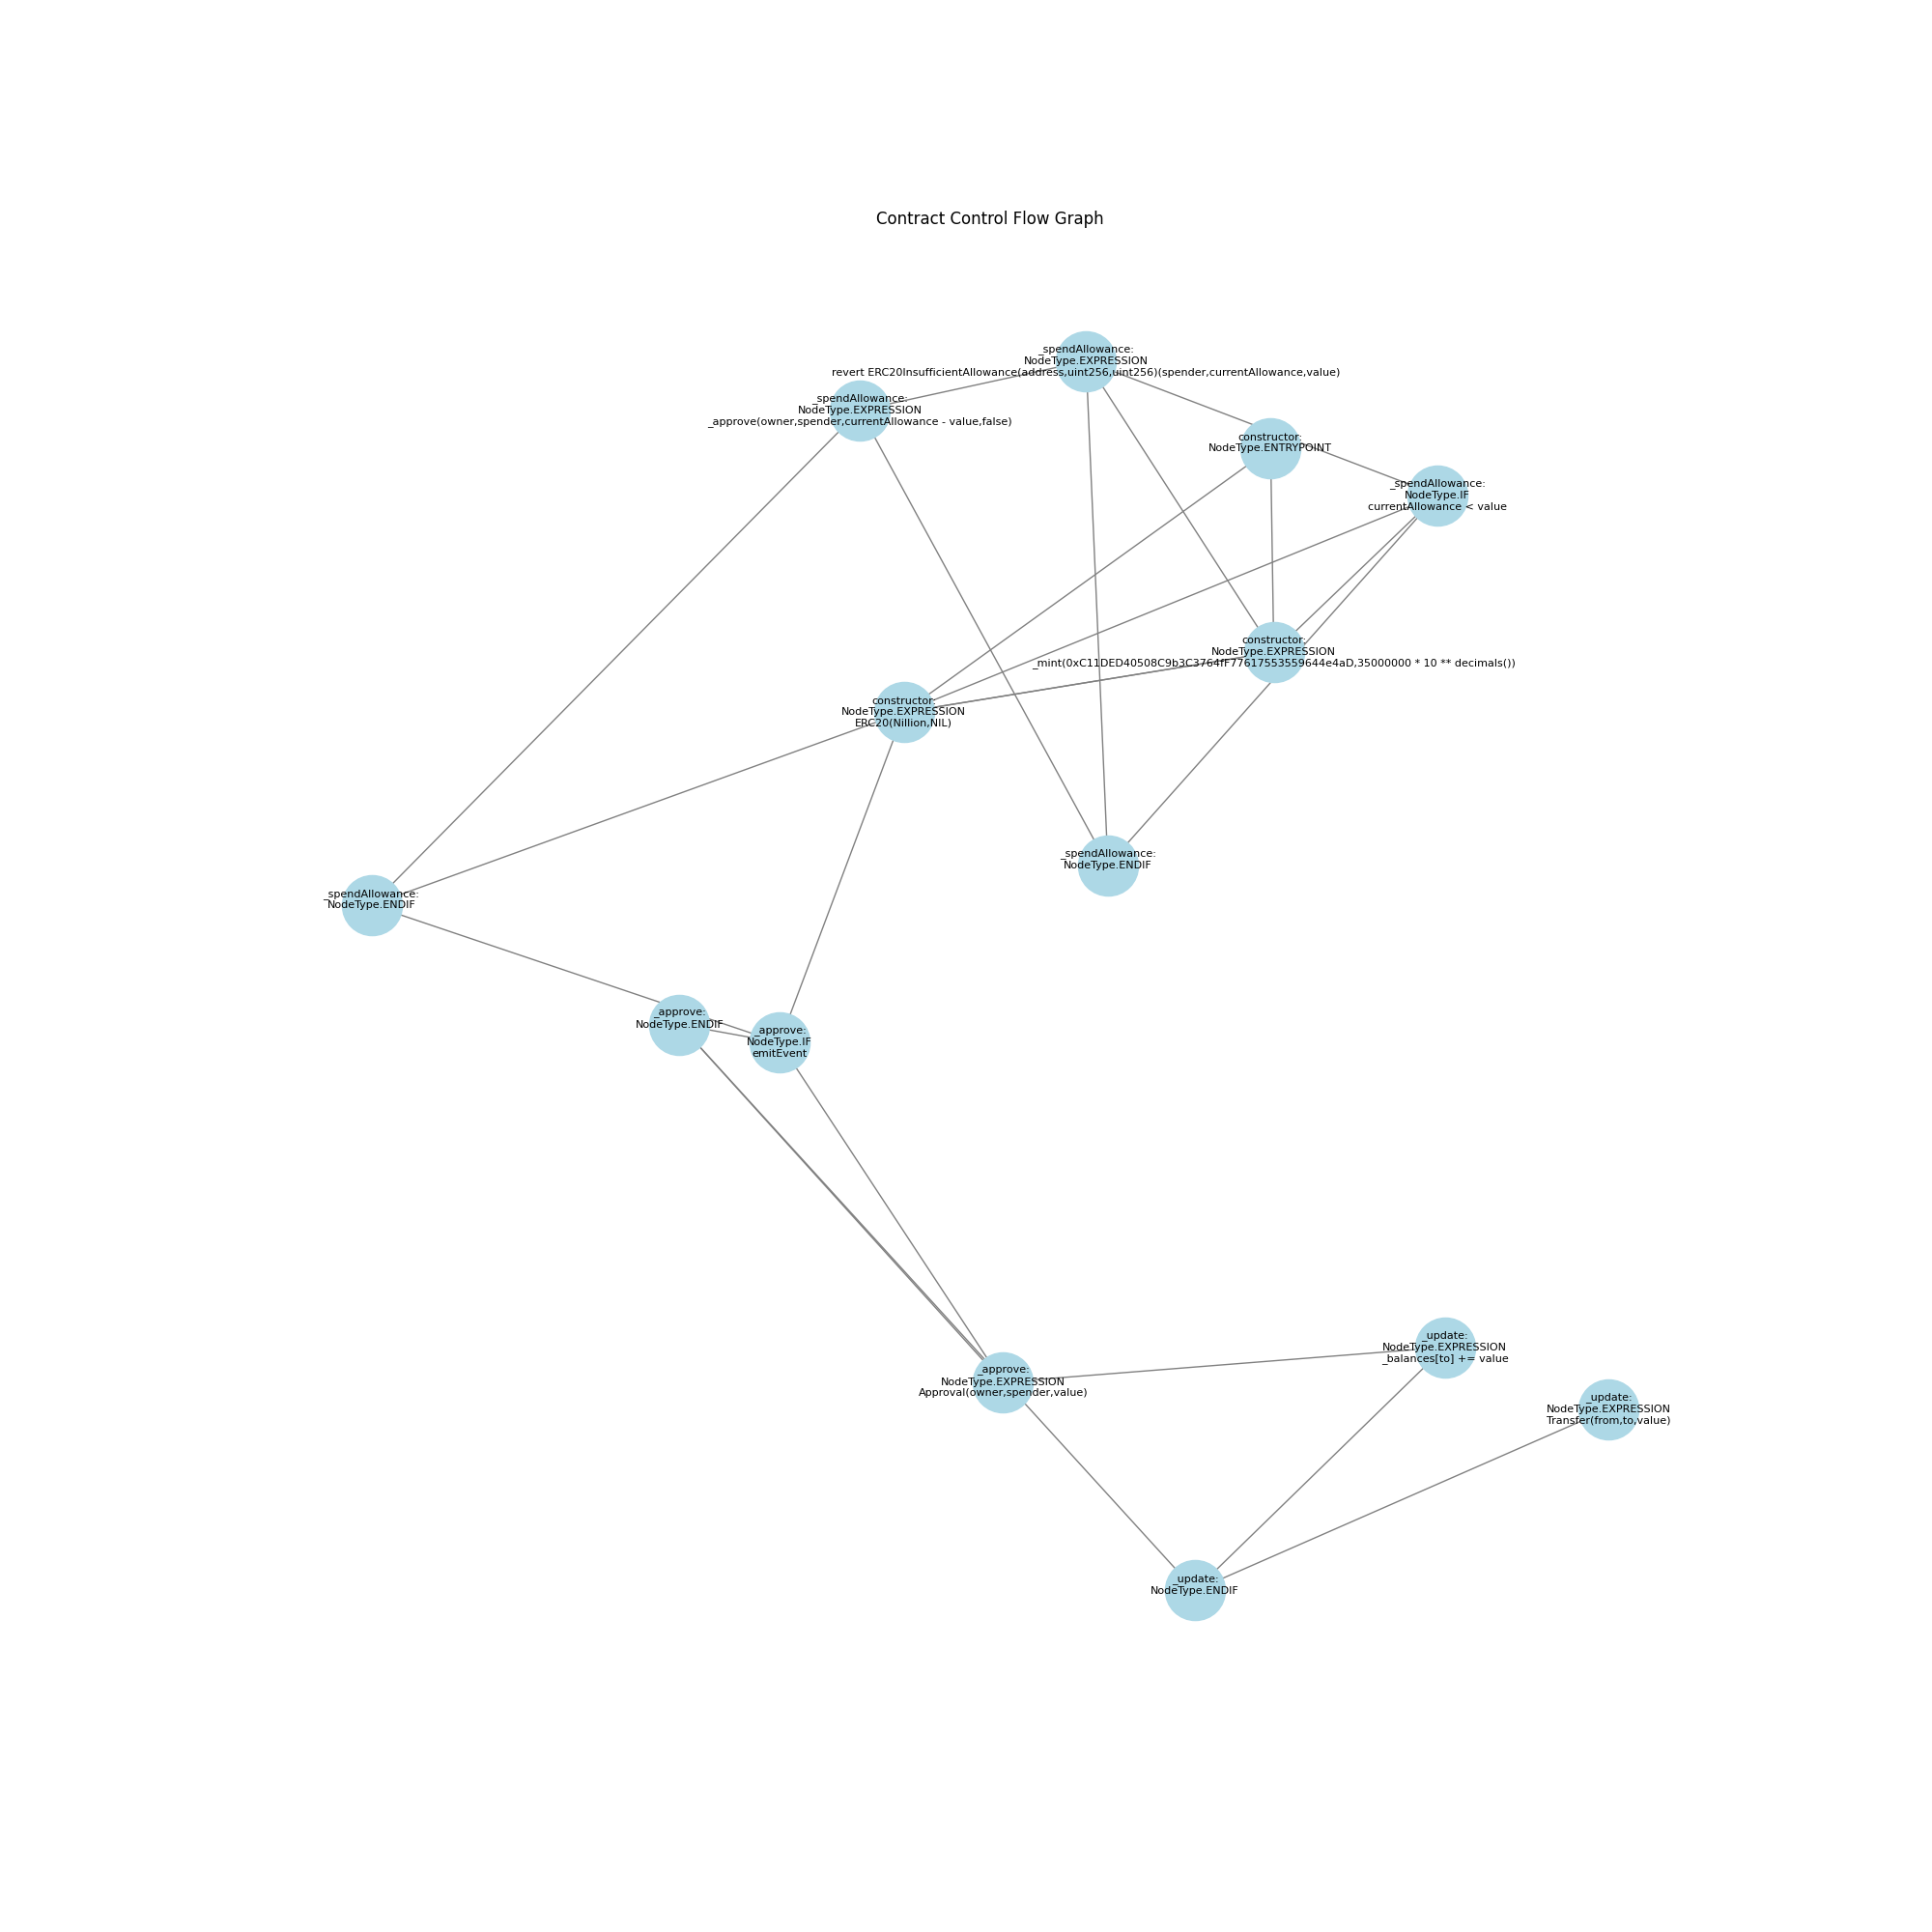 Contract Control Flow Graph
_spendAllowance:
NodeType.EXPRESSION
revert ERC20InsufficientAllowance(address,uint256,uint256)(spender,currentAllowance,value)
_spendAllowance:
NodeType.EXPRESSION
_approve(owner,spender,currentAllowance - value,false)
constructor:
NodeType.ENTRYPOINT
_spendAllowance:
NodeType.IF
currentAllowance < value
constructor:
NodeType.EXPRESSION
_mint(0xC11DED40508C9b3C3764fF77617553559644e4aD,35000000 * 10 ** decimals())
constructor:
NodeType.EXPRESSION
ERC20(Nillion,NIL)
_spendAllowance:
NodeType.ENDIF
_spendAllowance:
NodeType.ENDIF
_approve:
NodeType.ENDIF
_approve:
NodeType.IF
emitEvent
_update:
NodeType.EXPRESSION
_balances[to] += value
_approve:
NodeType.EXPRESSION
Approval(owner,spender,value)
_update:
NodeType.EXPRESSION
Transfer(from,to,value)
_update:
NodeType.ENDIF